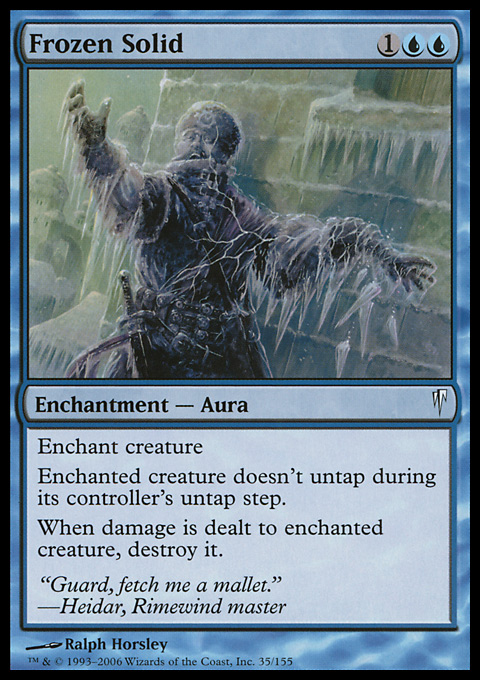 Frozen Solid 1
Enchantment — Aura
Enchant creature
Enchanted creature doesn't untap during
its controller's untap step.
When damage is dealt to enchanted
creature, destroy it.
"Guard, fetch me a mallet."
—Heidar, Rimewind master
Ralph Horsley
™ & © 1993–2006 Wizards of the Coast, Inc. 35/155